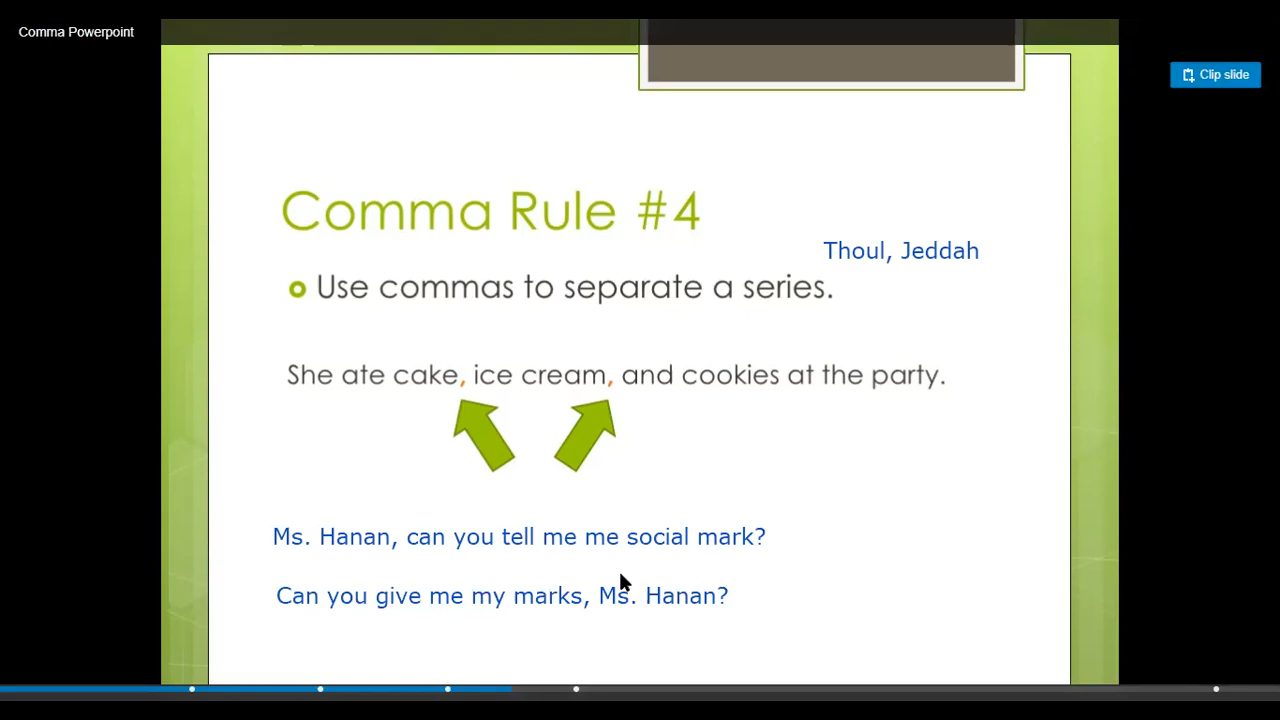 Comma Powerpoint
Clip slide
Comma Rule #4
Thoul, Jeddah
Use commas to separate a series.
She ate cake, ice cream, and cookies at the party.
Ms. Hanan, can you tell me me social mark?
Can you give me my marks, Ms. Hanan?